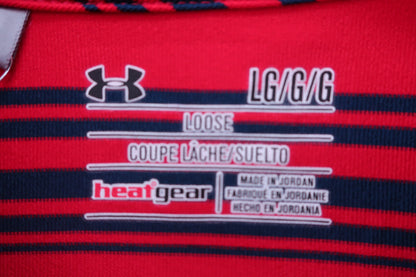 LG/G/G
LOOSE
COUPE LÂCHE/SUELTO
heatgear
MADE IN JORDAN
FABRIQUÉ EN JORDANIE
HECHO EN JORDANIA